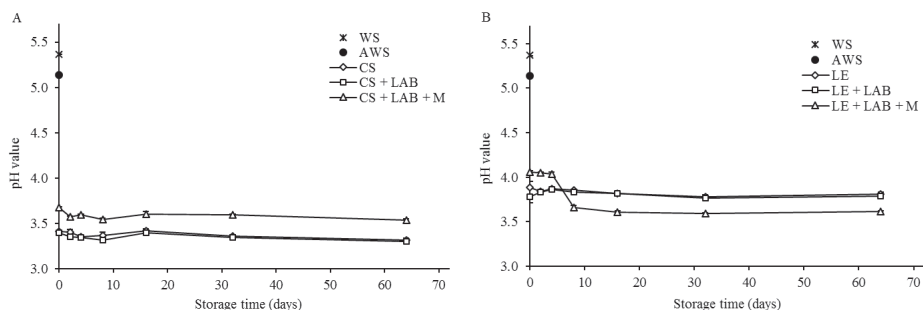 A
WS
AWS
CS
CS + LAB
CS + LAB + M
5.5
5.0
4.5
4.0
3.5
3.0
pH value
0 10 20 30 40 50 60 70
Storage time (days)
B
WS
AWS
LE
LE + LAB
LE + LAB + M
5.5
5.0
4.5
4.0
3.5
3.0
pH value
0 10 20 30 40 50 60 70
Storage time (days)